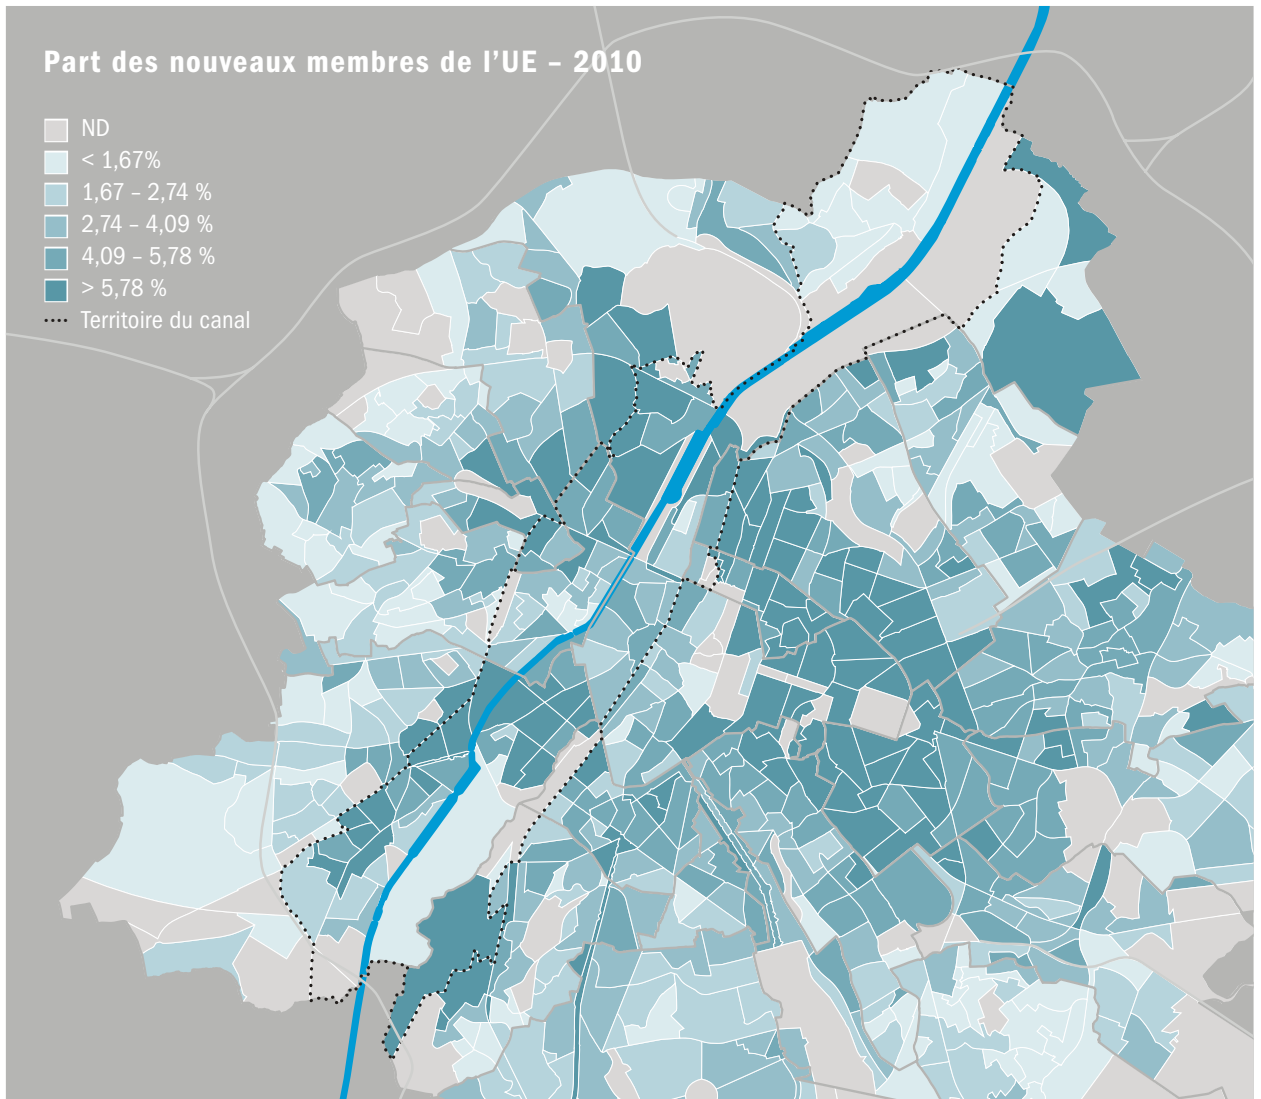 Part des nouveaux membres de l’UE – 2010
ND
< 1,67%
1,67 – 2,74 %
2,74 – 4,09 %
4,09 – 5,78 %
> 5,78 %
Territoire du canal